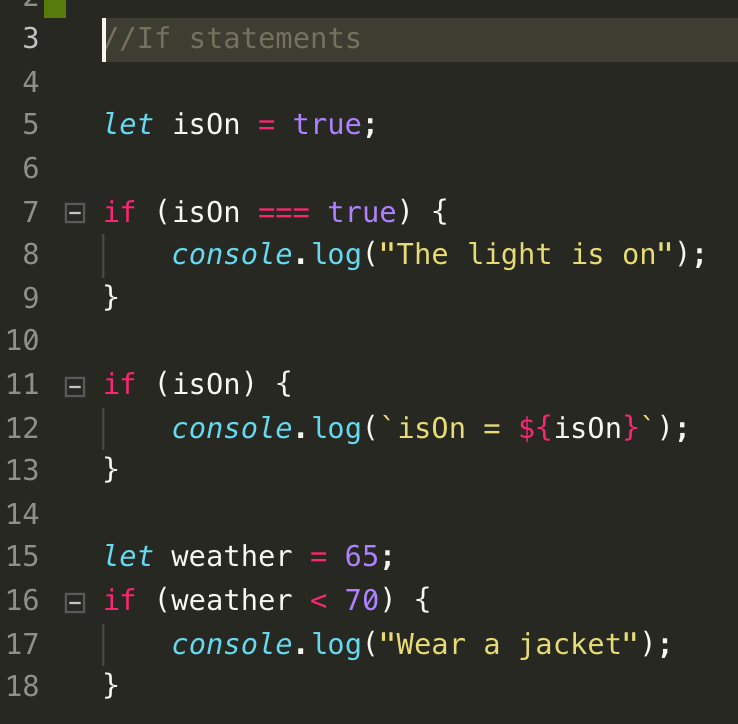 3 //If statements
4
5 let isOn = true;
6
7 if (isOn === true) {
8 console.log("The light is on");
9 }
10
11 if (isOn) {
12 console.log(`isOn = ${isOn}`);
13 }
14
15 let weather = 65;
16 if (weather < 70) {
17 console.log("Wear a jacket");
18 }